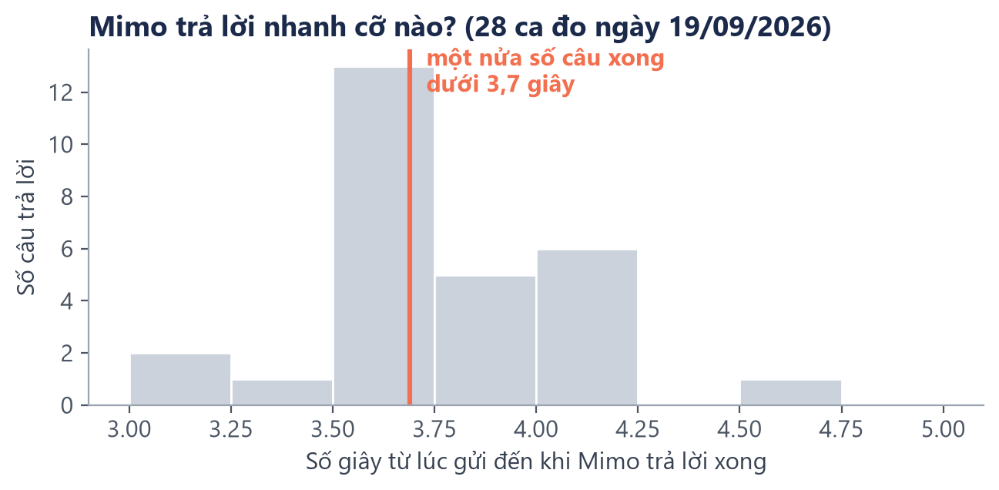 Mimo trả lời nhanh cỡ nào? (28 ca đo ngày 19/09/2026)
một nửa số câu xong
dưới 3,7 giây
Số câu trả lời
12
10
8
6
4
2
0
3.00 3.25 3.50 3.75 4.00 4.25 4.50 4.75 5.00
Số giây từ lúc gửi đến khi Mimo trả lời xong